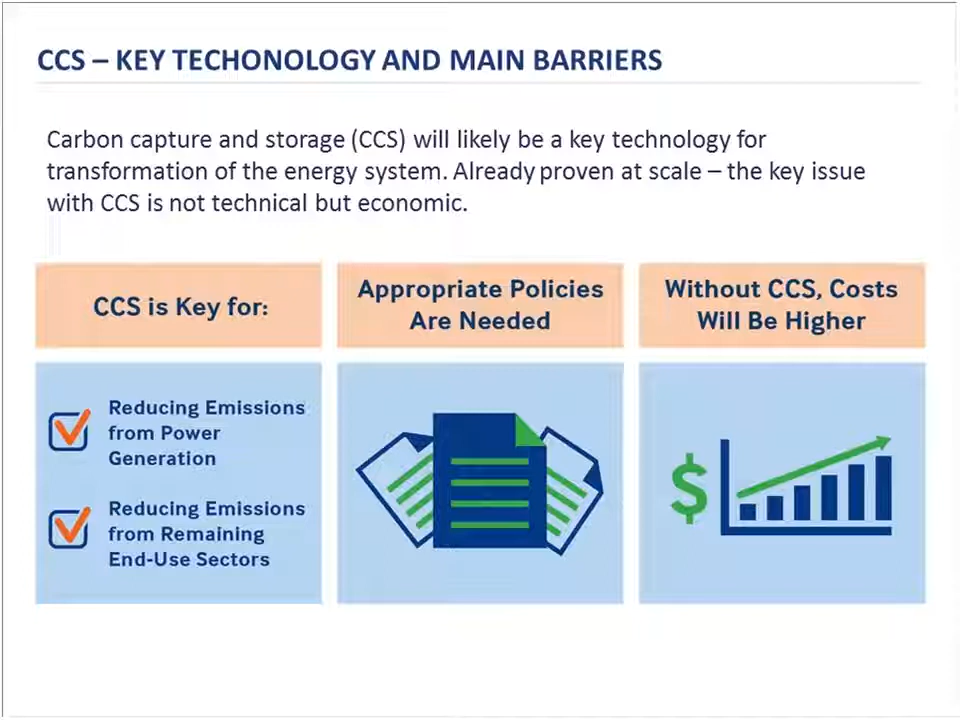 CCS – KEY TECHONOLOGY AND MAIN BARRIERS
Carbon capture and storage (CCS) will likely be a key technology for
transformation of the energy system. Already proven at scale – the key issue
with CCS is not technical but economic.
CCS is Key for:
Reducing Emissions
from Power
Generation
Reducing Emissions
from Remaining
End-Use Sectors
Appropriate Policies
Are Needed
Without CCS, Costs
Will Be Higher
$